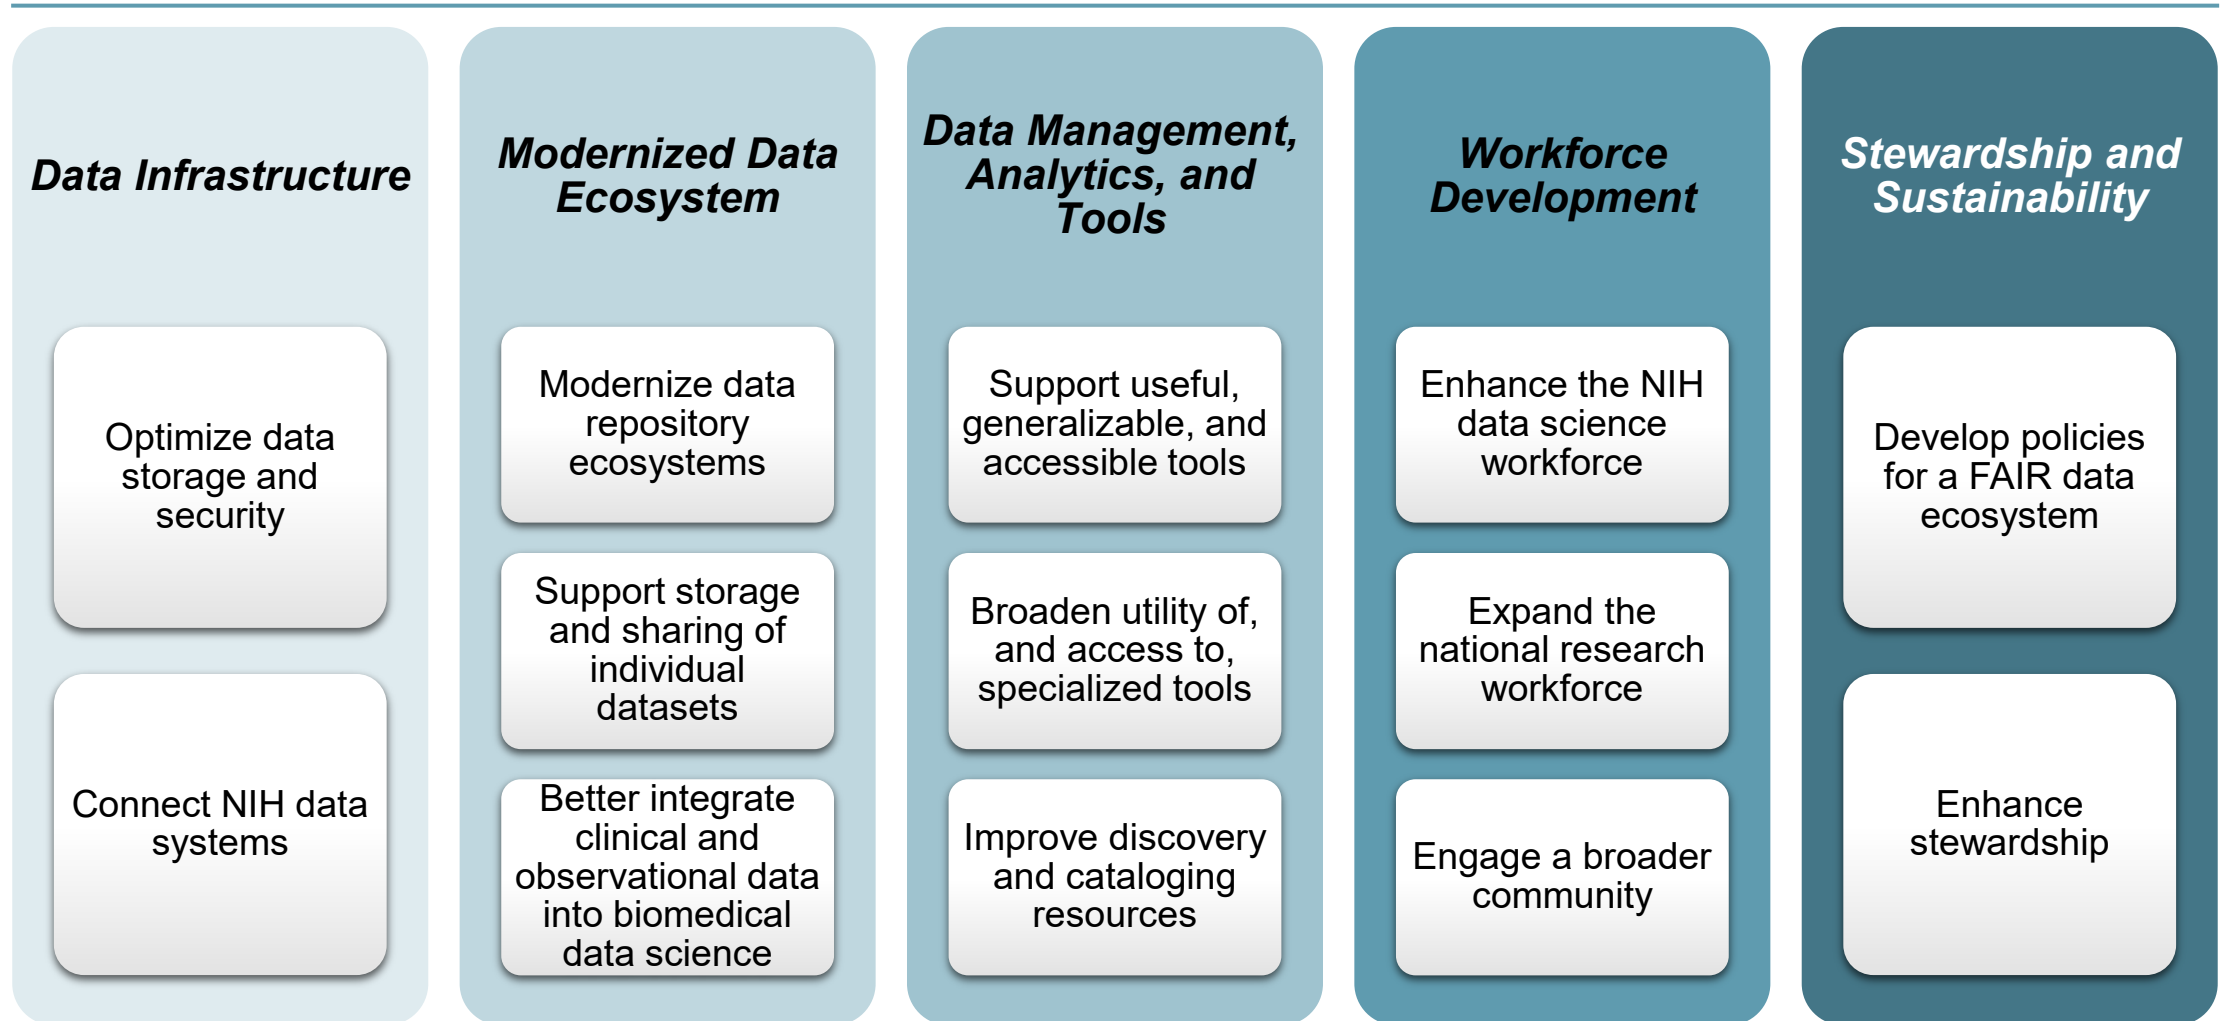 Data Infrastructure
Optimize data
storage and
security
Connect NIH data
systems
Modernized Data
Ecosystem
Modernize data
repository
ecosystems
Support storage
and sharing of
individual
datasets
Better integrate
clinical and
observational data
into biomedical
data science
Data Management,
Analytics, and
Tools
Support useful,
generalizable, and
accessible tools
Broaden utility of,
and access to,
specialized tools
Improve discovery
and cataloging
resources
Workforce
Development
Enhance the NIH
data science
workforce
Expand the
national research
workforce
Engage a broader
community
Stewardship and
Sustainability
Develop policies
for a FAIR data
ecosystem
Enhance
stewardship